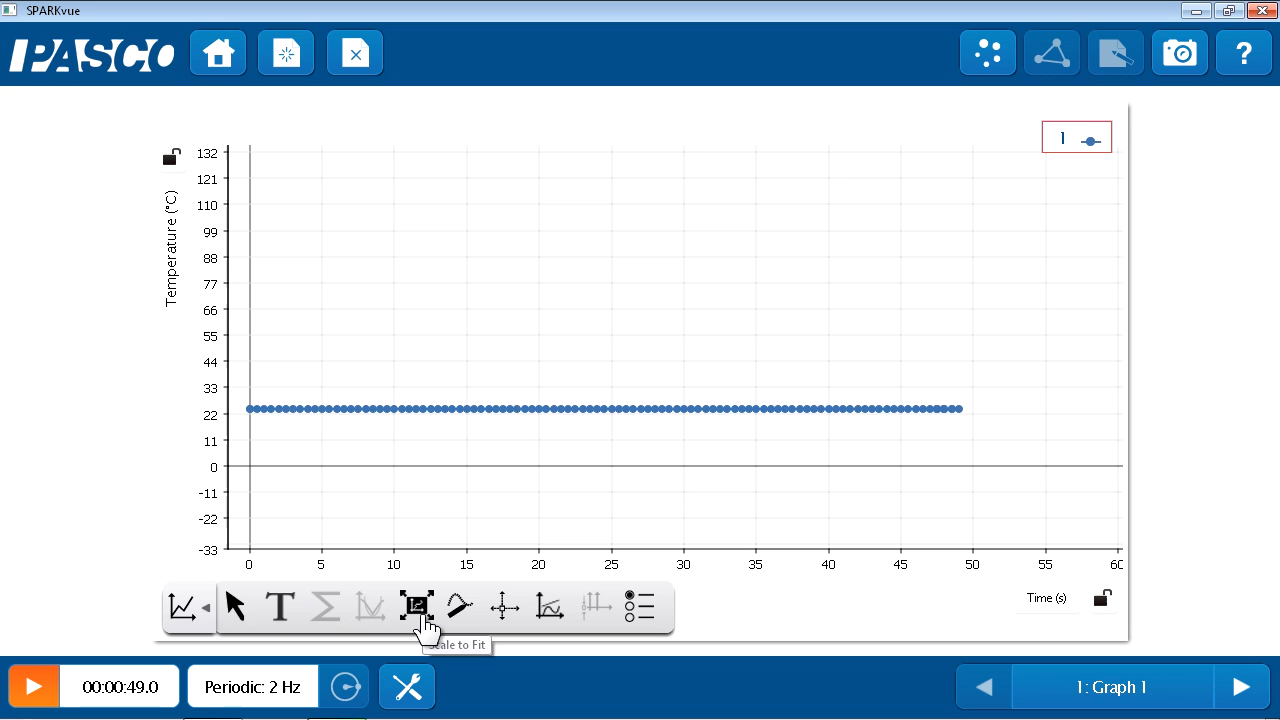 SPARKvue
PASCO
?
1
132
121
110
99
88
77
66
55
44
33
22
11
0
-11
-22
-33
Temperature (°C)
0 5 10 15 20 25 30 35 40 45 50 55 60
Time (s)
T Σ
Scale to Fit
00:00:49.0
Periodic: 2 Hz
1: Graph 1